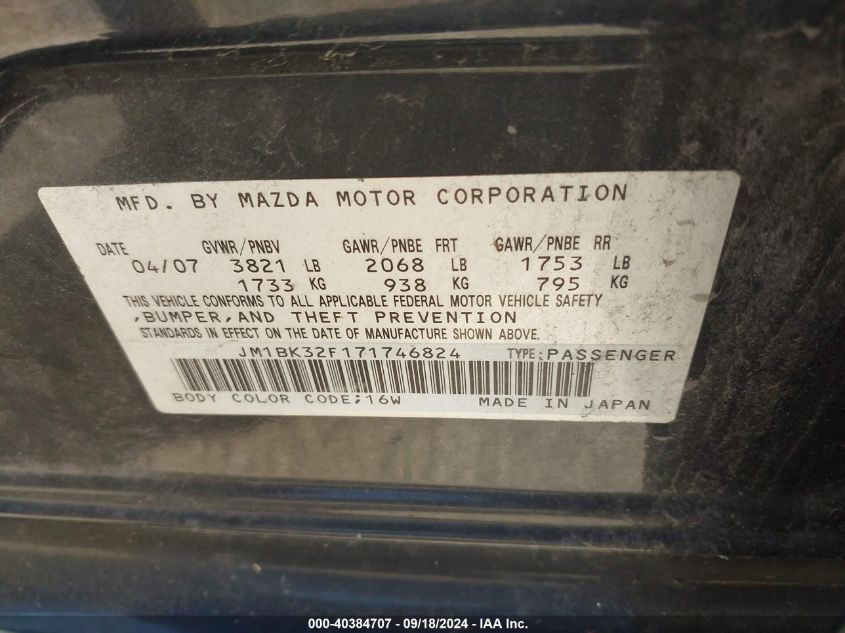 MFD. BY MAZDA MOTOR CORPORATION
DATE GVWR/PNBV GAWR/PNBE FRT GAWR/PNBE RR
04/07 3821 LB 2068 LB 1753 LB
1733 KG 938 KG 795 KG
THIS VEHICLE CONFORMS TO ALL APPLICABLE FEDERAL MOTOR VEHICLE SAFETY
,BUMPER,AND THEFT PREVENTION
STANDARDS IN EFFECT ON THE DATE OF MANUFACTURE SHOWN ABOVE.
JM1BK32F171746824 TYPE:PASSENGER
BODY COLOR CODE;16W MADE IN JAPAN
000-40384707 - 09/18/2024 - IAA Inc.